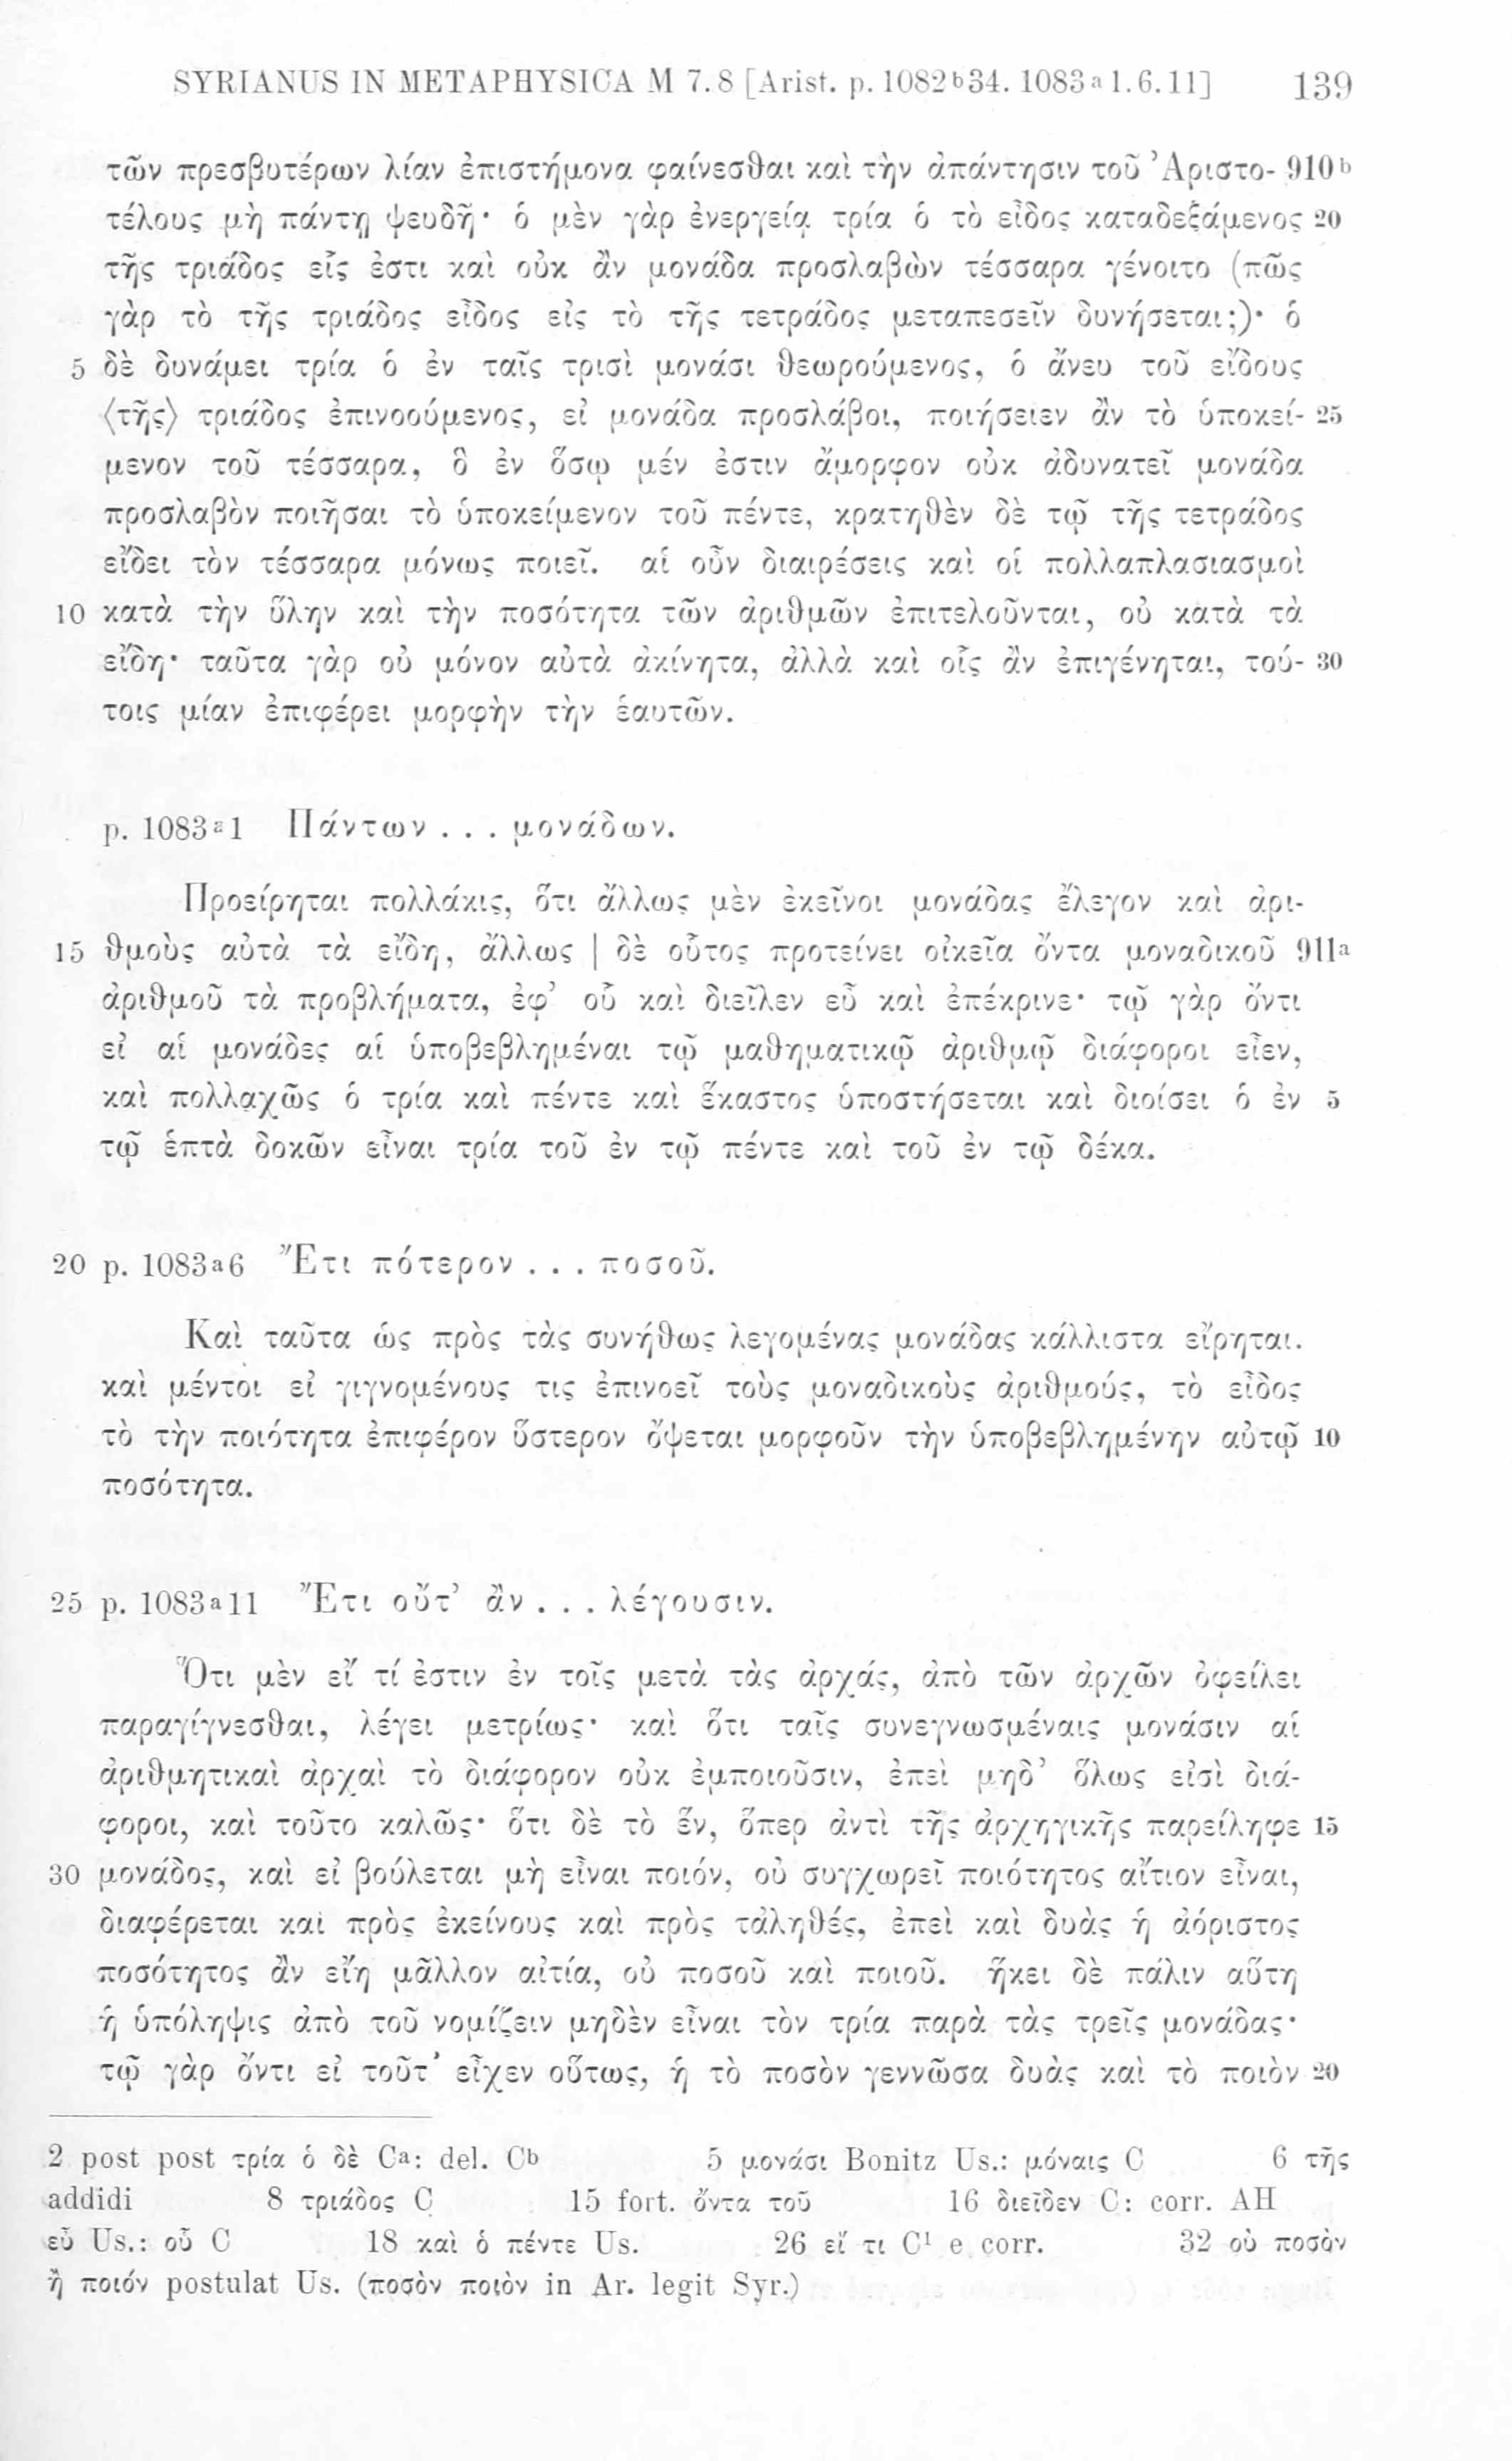 SYRIANUS IN METAPHYSICA M 7.8 [Arist. p. 1082ᵇ34. 1083ᵃ1.6.11] 139
τῶν πρεσβυτέρων λίαν ἐπιστήμονα φαίνεσθαι καὶ τὴν ἀπάντησιν τοῦ Ἀριστο- 910ᵇ
τέλους μὴ πάντῃ ψευδῆ· ὁ μὲν γὰρ ἐνεργείᾳ τρία ὁ τὸ εἶδος καταδεξάμενος 20
τῆς τριάδος εἷς ἐστι καὶ οὐκ ἂν μονάδα προσλαβὼν τέσσαρα γένοιτο (πῶς
γὰρ τὸ τῆς τριάδος εἶδος εἰς τὸ τῆς τετράδος μεταπεσεῖν δυνήσεται;)· ὁ
5 δὲ δυνάμει τρία ὁ ἐν ταῖς τρισὶ μονάσι θεωρούμενος, ὁ ἄνευ τοῦ εἴδους
⟨τῆς⟩ τριάδος ἐπινοούμενος, εἰ μονάδα προσλάβοι, ποιήσειεν ἂν τὸ ὑποκεί- 25
μενον τοῦ τέσσαρα, ὃ ἐν ὅσῳ μέν ἐστιν ἄμορφον οὐκ ἀδυνατεῖ μονάδα
προσλαβὸν ποιῆσαι τὸ ὑποκείμενον τοῦ πέντε, κρατηθὲν δὲ τῷ τῆς τετράδος
εἴδει τὸν τέσσαρα μόνως ποιεῖ. αἱ οὖν διαιρέσεις καὶ οἱ πολλαπλασιασμοὶ
10 κατὰ τὴν ὕλην καὶ τὴν ποσότητα τῶν ἀριθμῶν ἐπιτελοῦνται, οὐ κατὰ τὰ
εἴδη· ταῦτα γὰρ οὐ μόνον αὐτὰ ἀκίνητα, ἀλλὰ καὶ οἷς ἂν ἐπιγένηται, τού- 30
τοις μίαν ἐπιφέρει μορφὴν τὴν ἑαυτῶν.
p. 1083ᵃ1 Πάντων . . . μονάδων.
Προείρηται πολλάκις, ὅτι ἄλλως μὲν ἐκεῖνοι μονάδας ἔλεγον καὶ ἀρι-
15 θμοὺς αὐτὰ τὰ εἴδη, ἄλλως | δὲ οὗτος προτείνει οἰκεῖα ὄντα μοναδικοῦ 911ᵃ
ἀριθμοῦ τὰ προβλήματα, ἐφ’ οὗ καὶ διεῖλεν εὖ καὶ ἐπέκρινε· τῷ γὰρ ὄντι
εἰ αἱ μονάδες αἱ ὑποβεβλημέναι τῷ μαθηματικῷ ἀριθμῷ διάφοροι εἶεν,
καὶ πολλαχῶς ὁ τρία καὶ πέντε καὶ ἕκαστος ὑποστήσεται καὶ διοίσει ὁ ἐν 5
τῷ ἑπτὰ δοκῶν εἶναι τρία τοῦ ἐν τῷ πέντε καὶ τοῦ ἐν τῷ δέκα.
20 p. 1083ᵃ6 Ἔτι πότερον . . . ποσοῦ.
Καὶ ταῦτα ὡς πρὸς τὰς συνήθως λεγομένας μονάδας κάλλιστα εἴρηται.
καὶ μέντοι εἰ γιγνομένους τις ἐπινοεῖ τοὺς μοναδικοὺς ἀριθμούς, τὸ εἶδος
τὸ τὴν ποιότητα ἐπιφέρον ὕστερον ὄψεται μορφοῦν τὴν ὑποβεβλημένην αὐτῷ 10
ποσότητα.
25 p. 1083ᵃ11 Ἔτι οὔτ’ ἂν . . . λέγουσιν.
Ὅτι μὲν εἴ τί ἐστιν ἐν τοῖς μετὰ τὰς ἀρχάς, ἀπὸ τῶν ἀρχῶν ὀφείλει
παραγίγνεσθαι, λέγει μετρίως· καὶ ὅτι ταῖς συνεγνωσμέναις μονάσιν αἱ
ἀριθμητικαὶ ἀρχαὶ τὸ διάφορον οὐκ ἐμποιοῦσιν, ἐπεὶ μηδ’ ὅλως εἰσὶ διά-
φοροι, καὶ τοῦτο καλῶς· ὅτι δὲ τὸ ἕν, ὅπερ ἀντὶ τῆς ἀρχηγικῆς παρείληφε 15
30 μονάδος, καὶ εἰ βούλεται μὴ εἶναι ποιόν, οὐ συγχωρεῖ ποιότητος αἴτιον εἶναι,
διαφέρεται καὶ πρὸς ἐκείνους καὶ πρὸς τἀληθές, ἐπεὶ καὶ δυὰς ἡ ἀόριστος
ποσότητος ἂν εἴη μᾶλλον αἰτία, οὐ ποσοῦ καὶ ποιοῦ. ἥκει δὲ πάλιν αὕτη
ἡ ὑπόληψις ἀπὸ τοῦ νομίζειν μηδὲν εἶναι τὸν τρία παρὰ τὰς τρεῖς μονάδας·
τῷ γὰρ ὄντι εἰ τοῦτ’ εἶχεν οὕτως, ἡ τὸ ποσὸν γεννῶσα δυὰς καὶ τὸ ποιὸν 20
2 post post τρία ὁ δὲ Cᵃ: del. Cᵇ 5 μονάσι Bonitz Us.: μόναις C 6 τῆς
addidi 8 τριάδος C 15 fort. ὄντα τοῦ 16 διεῖδεν C: corr. AH
εὖ Us.: οὗ C 18 καὶ ὁ πέντε Us. 26 εἴ τι C¹ e corr. 32 οὐ ποσὸν
ἢ ποιόν postulat Us. (ποσὸν ποιὸν in Ar. legit Syr.)